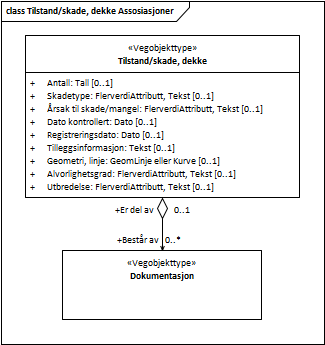 class Tilstand/skade, dekke Assosiasjoner
«Vegobjekttype»
Tilstand/skade, dekke
+ Antall: Tall [0..1]
+ Skadetype: FlerverdiAttributt, Tekst [0..1]
+ Årsak til skade/mangel: FlerverdiAttributt, Tekst [0..1]
+ Dato kontrollert: Dato [0..1]
+ Registreringsdato: Dato [0..1]
+ Tilleggsinformasjon: Tekst [0..1]
+ Geometri, linje: GeomLinje eller Kurve [0..1]
+ Alvorlighetsgrad: FlerverdiAttributt, Tekst [0..1]
+ Utbredelse: FlerverdiAttributt, Tekst [0..1]
+Er del av 0..1
+Består av 0..*
«Vegobjekttype»
Dokumentasjon